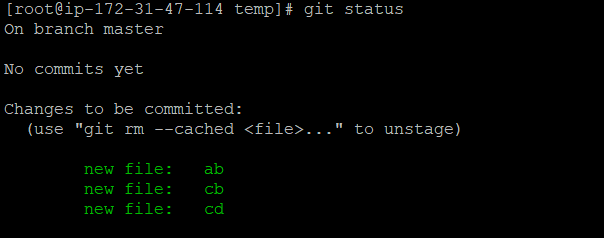 [root@ip-172-31-47-114 temp]# git status
On branch master
No commits yet
Changes to be committed:
(use "git rm --cached <file>..." to unstage)
new file: ab
new file: cb
new file: cd